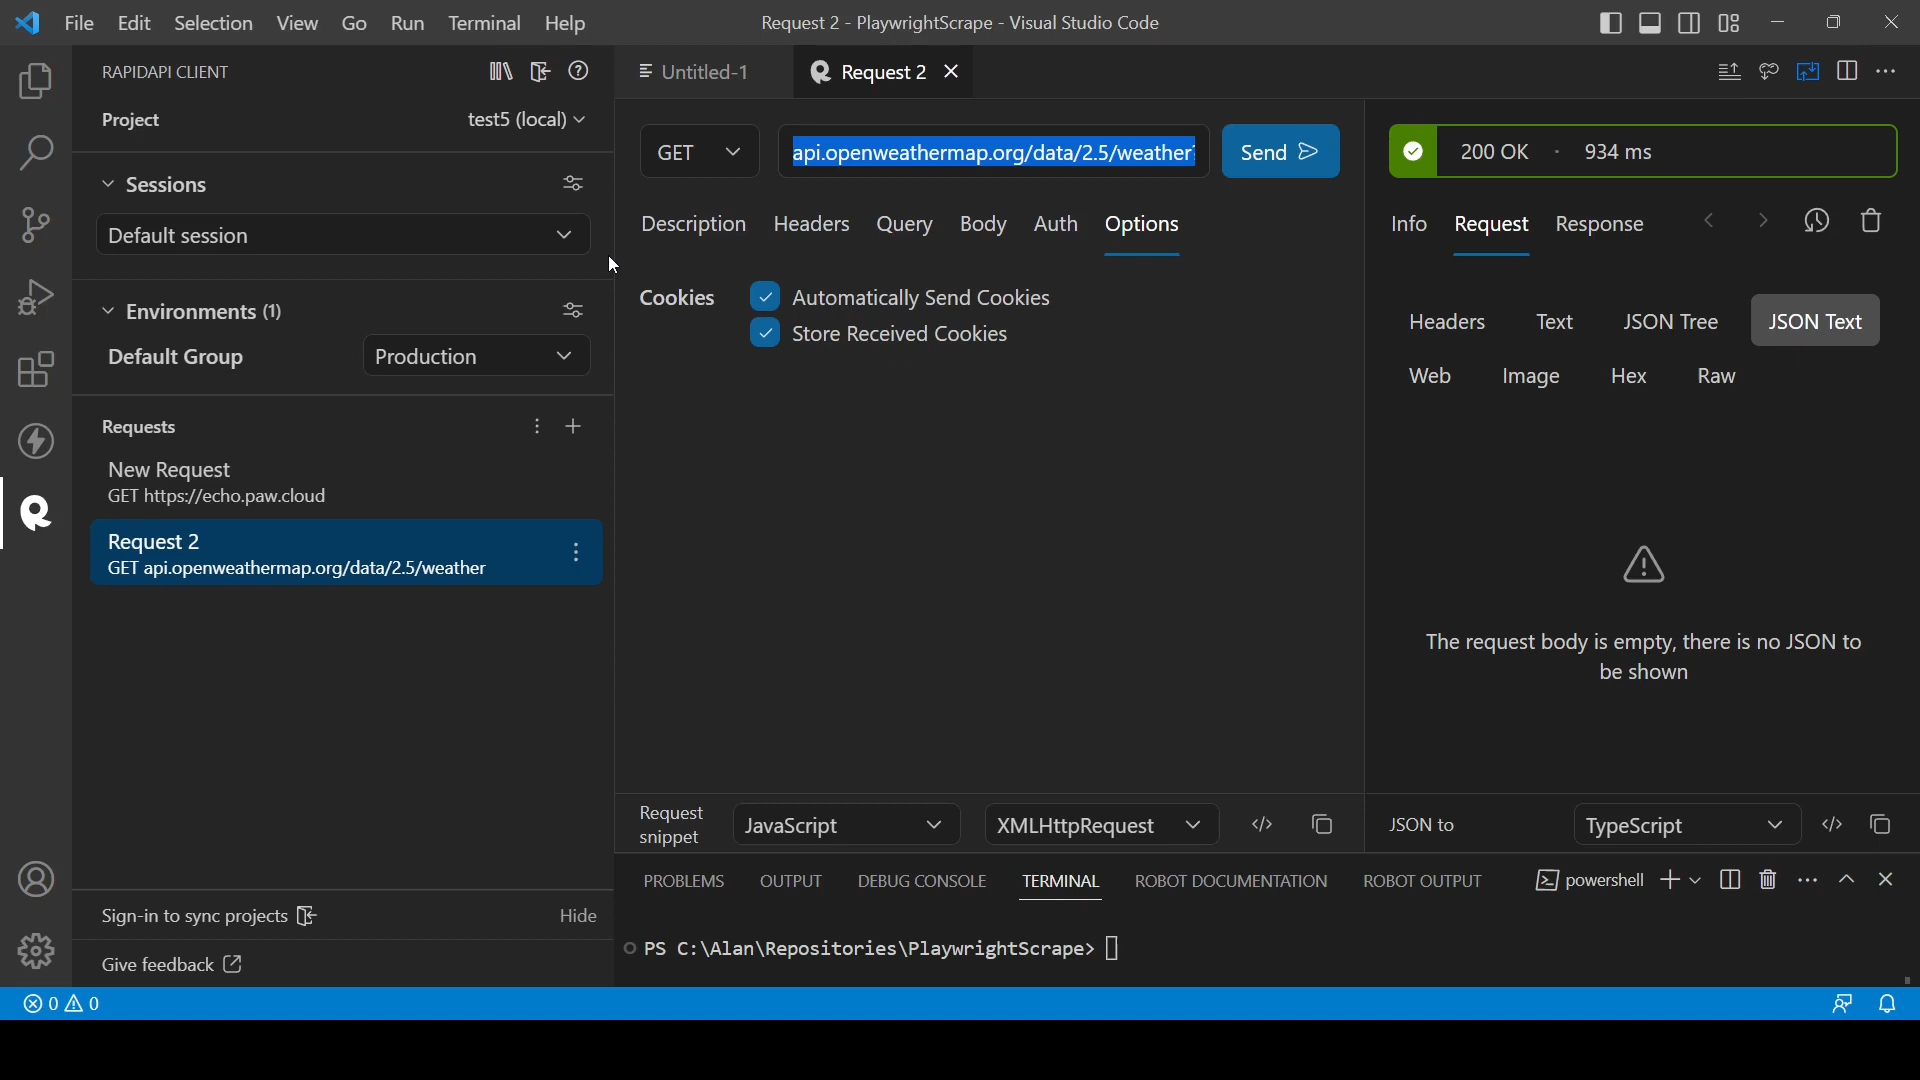 File Edit Selection View Go Run Terminal Help
Request 2 - PlaywrightScrape - Visual Studio Code
RAPIDAPI CLIENT
Project test5 (local)
Sessions
Default session
Environments (1)
Default Group Production
Requests
New Request
GET https://echo.paw.cloud
Request 2
GET api.openweathermap.org/data/2.5/weather
Sign-in to sync projects Hide
Give feedback
Untitled-1 Request 2
GET api.openweathermap.org/data/2.5/weather? Send
Description Headers Query Body Auth Options
Cookies Automatically Send Cookies
Store Received Cookies
Request
snippet
JavaScript XMLHttpRequest
200 OK · 934 ms
Info Request Response
Headers Text JSON Tree JSON Text
Web Image Hex Raw
The request body is empty, there is no JSON to
be shown
JSON to TypeScript
PROBLEMS OUTPUT DEBUG CONSOLE TERMINAL ROBOT DOCUMENTATION ROBOT OUTPUT powershell
PS C:\Alan\Repositories\PlaywrightScrape>
0 0